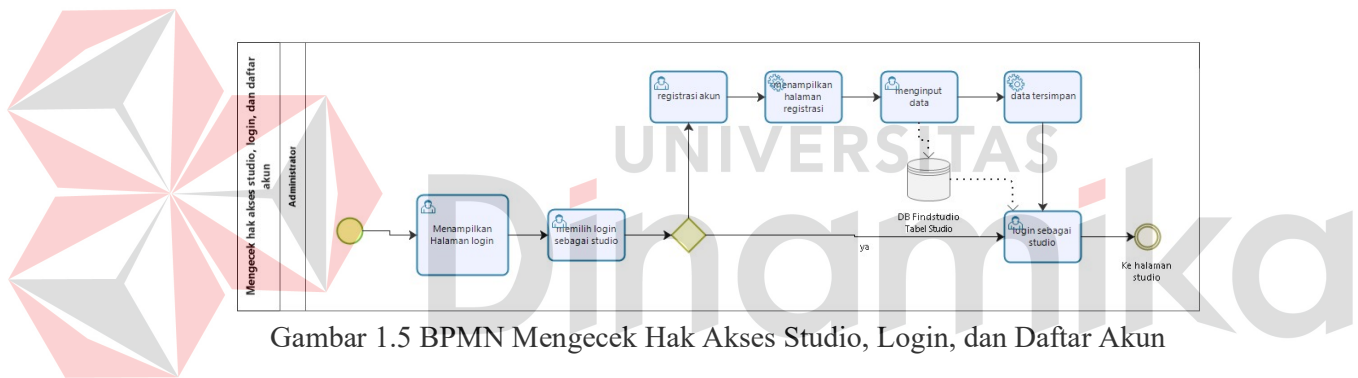 Mengecek hak akses studio, login, dan daftar
akun
Administrator
registrasi akun
menampilkan
halaman
registrasi
menginput
data
data tersimpan
UNIVERSITAS
Dinamika
Menampilkan
Halaman login
memilih login
sebagai studio
DB Findstudio
Tabel Studio
ya
login sebagai
studio
Ke halaman
studio
Gambar 1.5 BPMN Mengecek Hak Akses Studio, Login, dan Daftar Akun